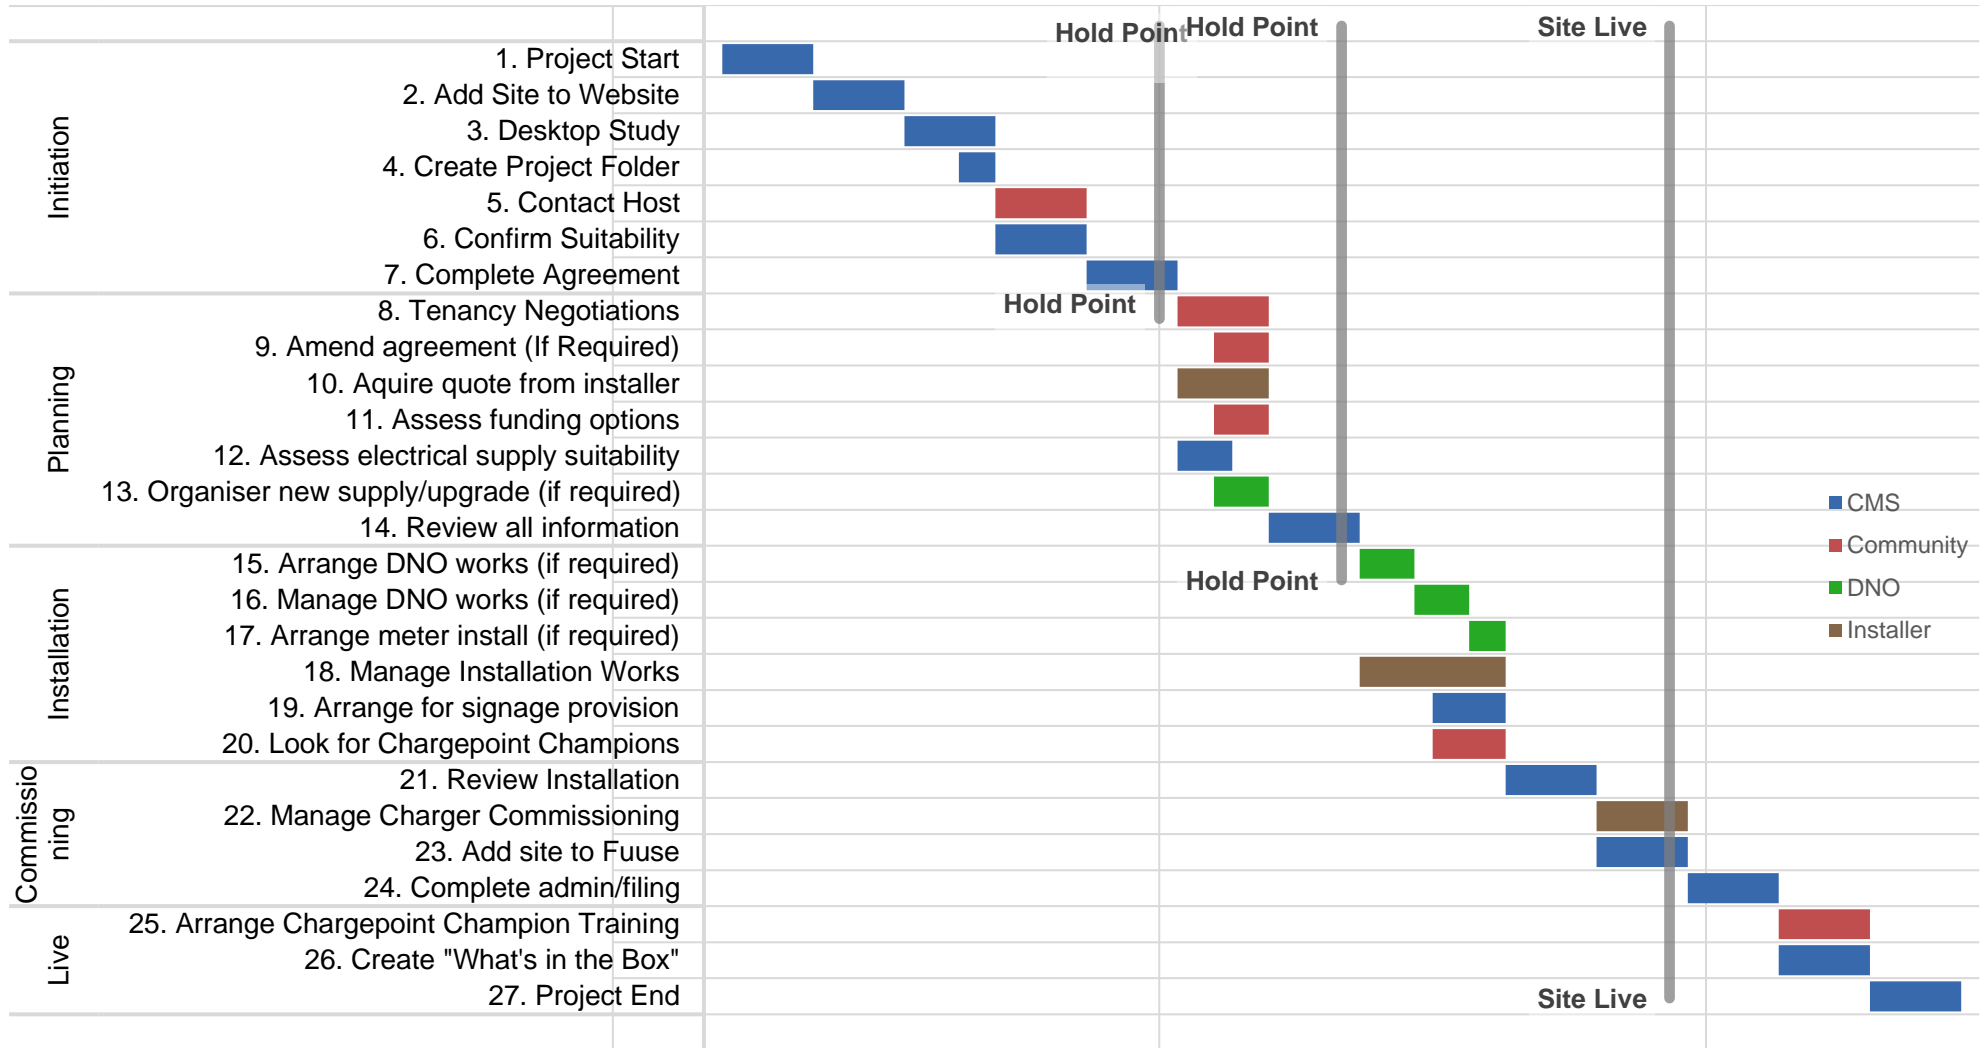 Hold Point
Hold Point
Site Live
Initiation
1. Project Start
2. Add Site to Website
3. Desktop Study
4. Create Project Folder
5. Contact Host
6. Confirm Suitability
7. Complete Agreement
Hold Point
Planning
8. Tenancy Negotiations
9. Amend agreement (If Required)
10. Aquire quote from installer
11. Assess funding options
12. Assess electrical supply suitability
13. Organiser new supply/upgrade (if required)
14. Review all information
Hold Point
Installation
15. Arrange DNO works (if required)
16. Manage DNO works (if required)
17. Arrange meter install (if required)
18. Manage Installation Works
19. Arrange for signage provision
20. Look for Chargepoint Champions
Commissio
ning
21. Review Installation
22. Manage Charger Commissioning
23. Add site to Fuuse
24. Complete admin/filing
Live
25. Arrange Chargepoint Champion Training
26. Create "What's in the Box"
27. Project End
Site Live
CMS
Community
DNO
Installer